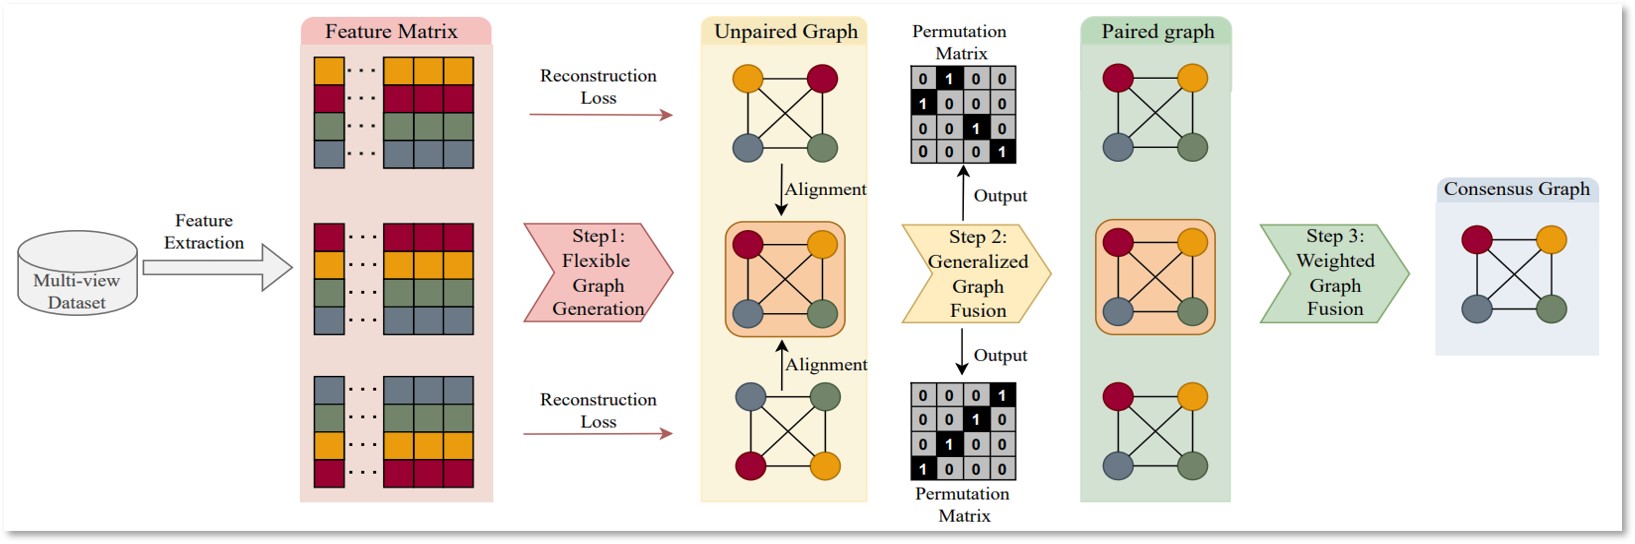 Feature Matrix
Unpaired Graph
Permutation
Matrix
Paired graph
Reconstruction
Loss
0 1 0 0
1 0 0 0
0 0 1 0
0 0 0 1
Alignment
Output
Consensus Graph
Multi-view
Dataset
Feature
Extraction
Step1:
Flexible
Graph
Generation
Step 2:
Generalized
Graph
Fusion
Step 3:
Weighted
Graph
Fusion
Alignment
Output
Reconstruction
Loss
0 0 0 1
0 0 1 0
0 1 0 0
1 0 0 0
Permutation
Matrix